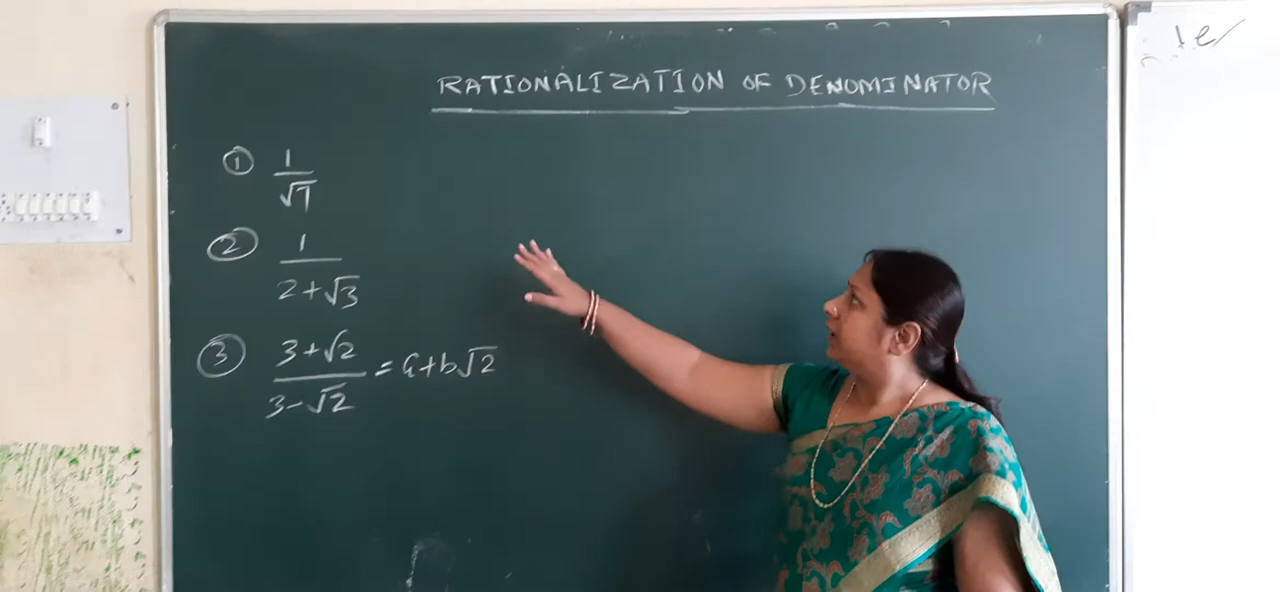 RATIONALIZATION OF DENOMINATOR
① 1/√7
② 1/(2+√3)
③ (3+√2)/(3-√2) = a+b√2